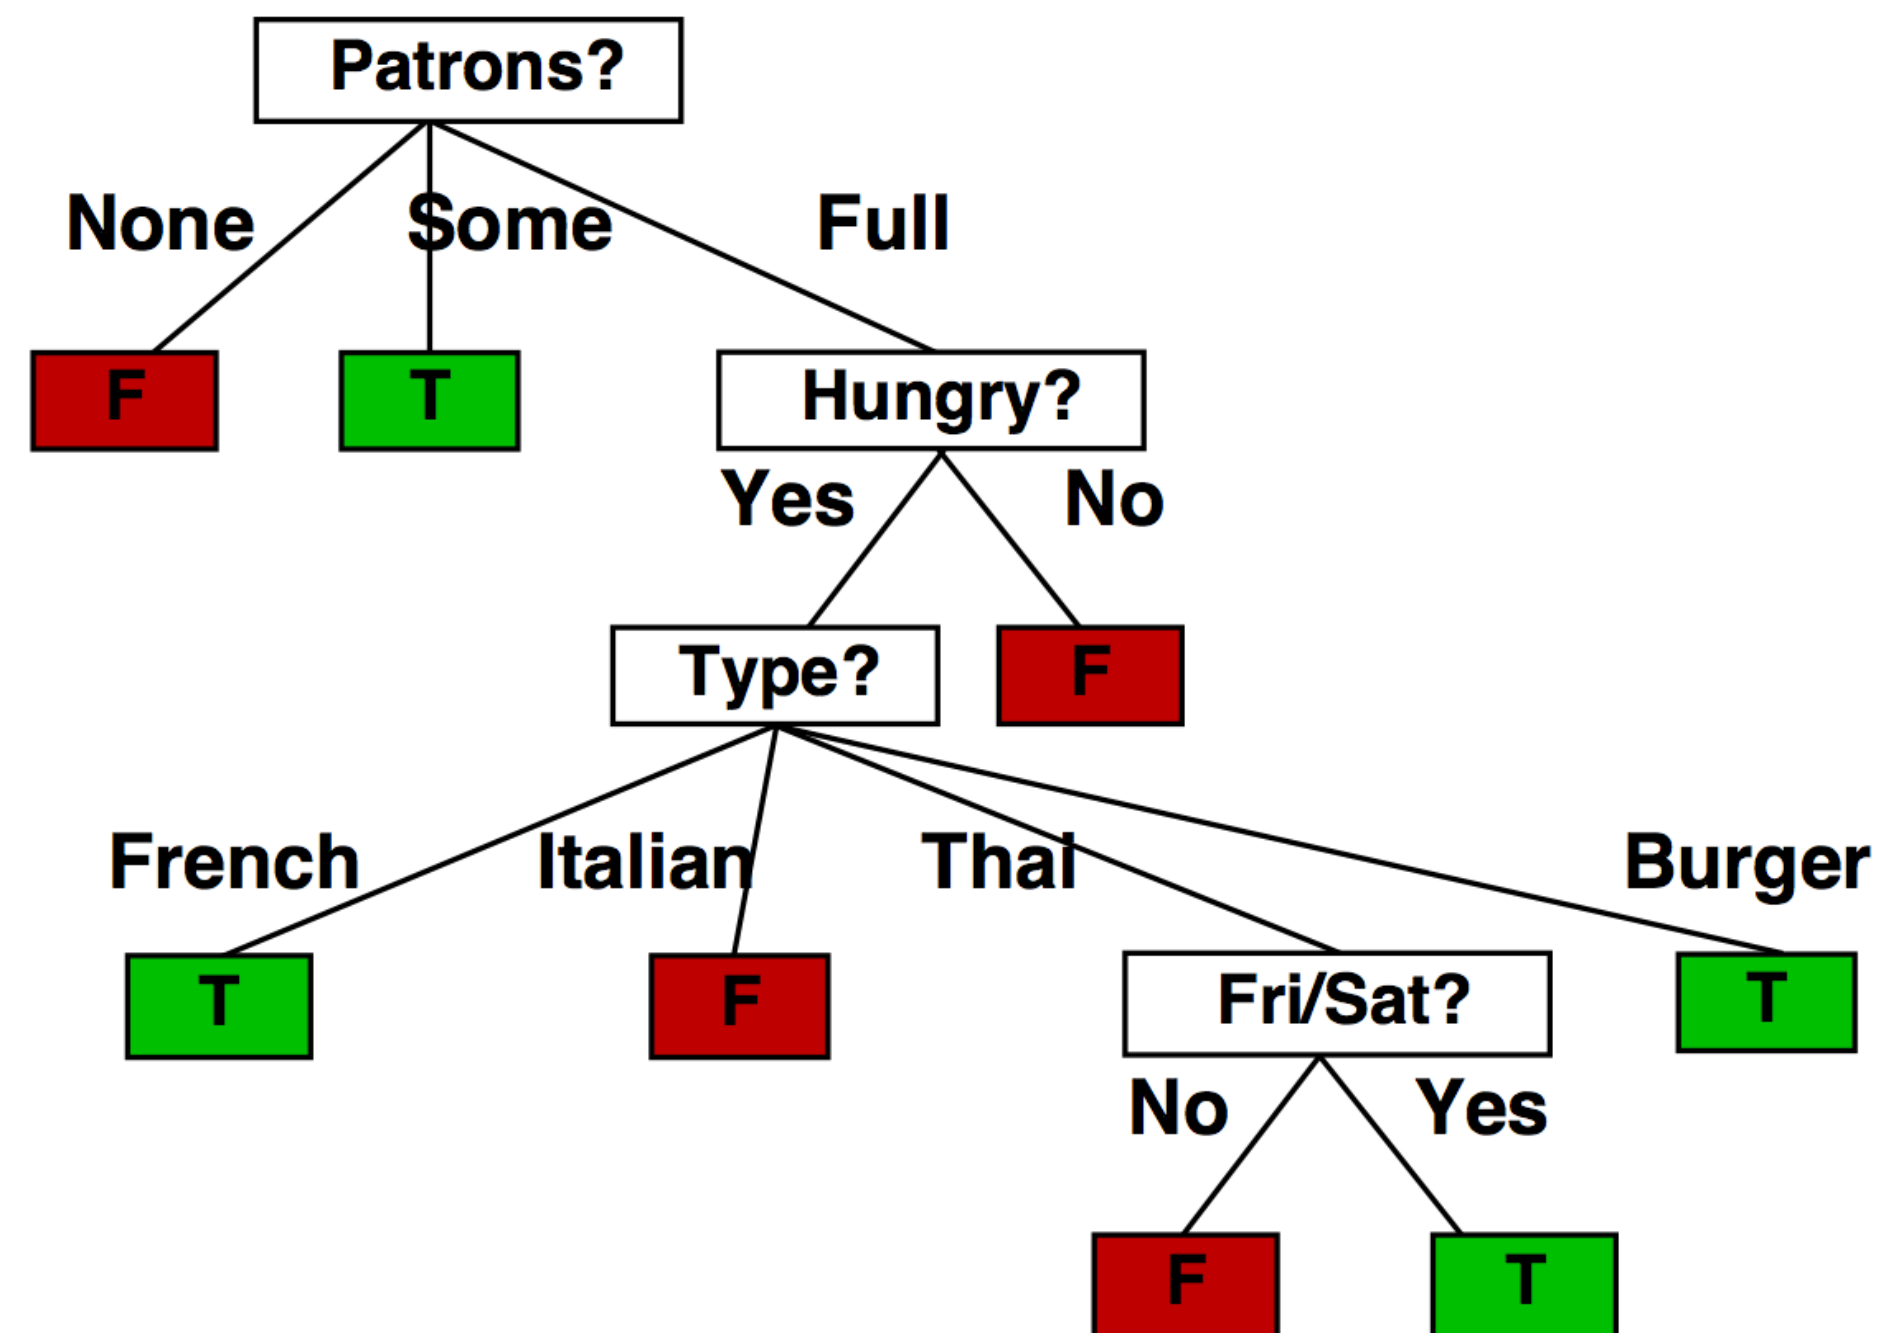 Patrons?
None Some Full
F T Hungry?
Yes No
Type? F
French Italian Thai Burger
T F Fri/Sat? T
No Yes
F T